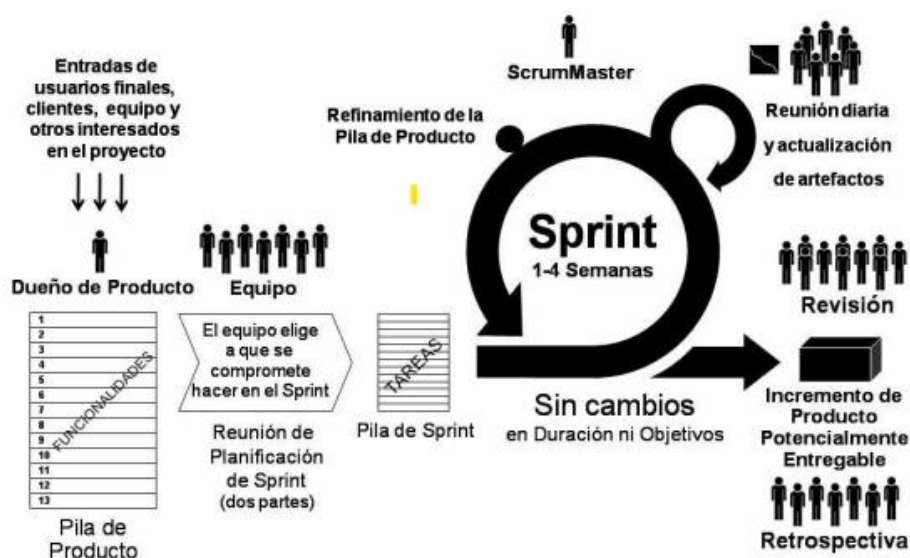 Entradas de
usuarios finales,
clientes, equipo y
otros interesados
en el proyecto
Dueño de Producto
1
2
3
4
5
6
7
8
9
10
11
12
13
FUNCIONALIDADES
Pila de
Producto
Equipo
El equipo elige
a que se
compromete
hacer en el Sprint
Reunión de
Planificación
de Sprint
(dos partes)
Refinamiento de la
Pila de Producto
TAREAS
Pila de Sprint
ScrumMaster
Sprint
1-4 Semanas
Sin cambios
en Duración ni Objetivos
Reunión diaria
y actualización
de artefactos
Revisión
Incremento de
Producto
Potencialmente
Entregable
Retrospectiva